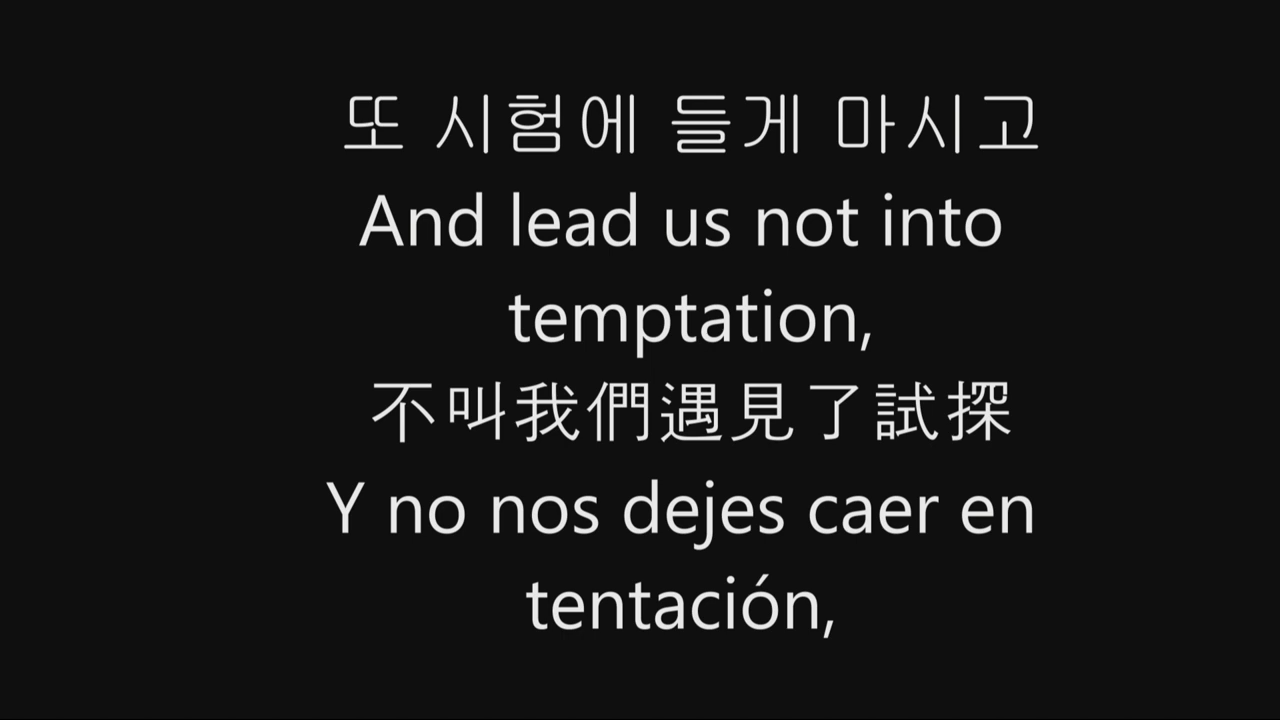 또 시험에 들게 마시고
And lead us not into
temptation,
不叫我們遇見了試探
Y no nos dejes caer en
tentación,